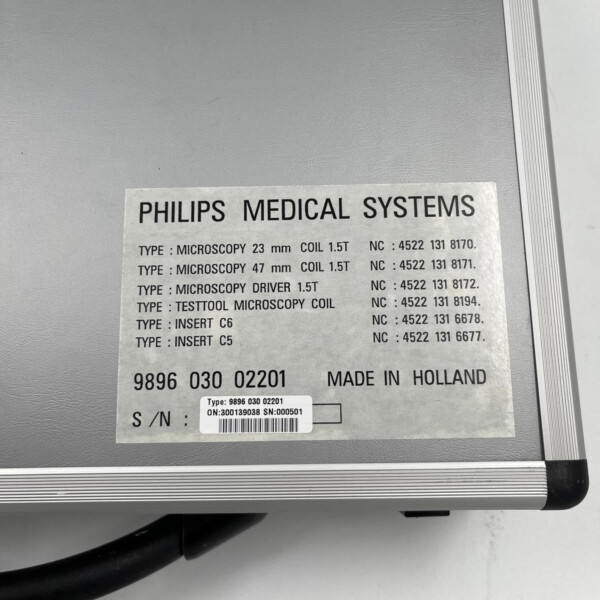 PHILIPS MEDICAL SYSTEMS
TYPE : MICROSCOPY 23 mm COIL 1.5T NC : 4522 131 8170.
TYPE : MICROSCOPY 47 mm COIL 1.5T NC : 4522 131 8171.
TYPE : MICROSCOPY DRIVER 1.5T NC : 4522 131 8172.
TYPE : TESTTOOL MICROSCOPY COIL NC : 4522 131 8194.
TYPE : INSERT C6 NC : 4522 131 6678.
TYPE : INSERT C5 NC : 4522 131 6677.
9896 030 02201 MADE IN HOLLAND
S /N :
Type: 9896 030 02201
ON:300139038 SN:000501